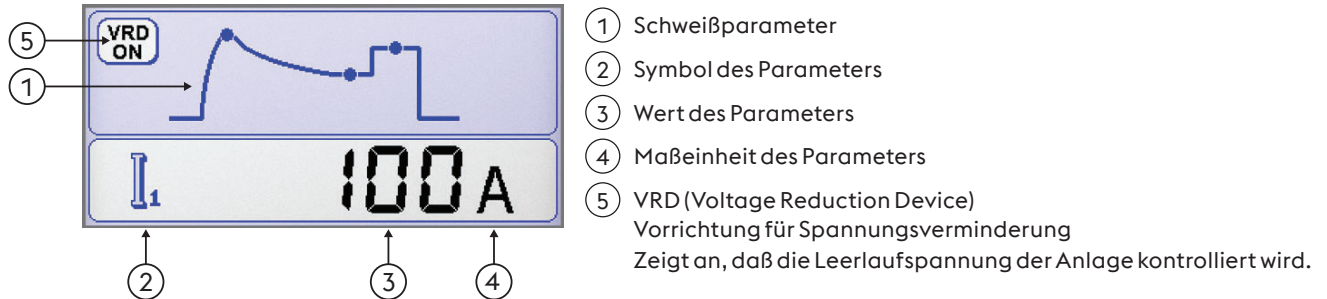 5
VRD
ON
1
I1
100 A
2
3
4
1 Schweißparameter
2 Symbol des Parameters
3 Wert des Parameters
4 Maßeinheit des Parameters
5 VRD (Voltage Reduction Device)
Vorrichtung für Spannungsverminderung
Zeigt an, daß die Leerlaufspannung der Anlage kontrolliert wird.